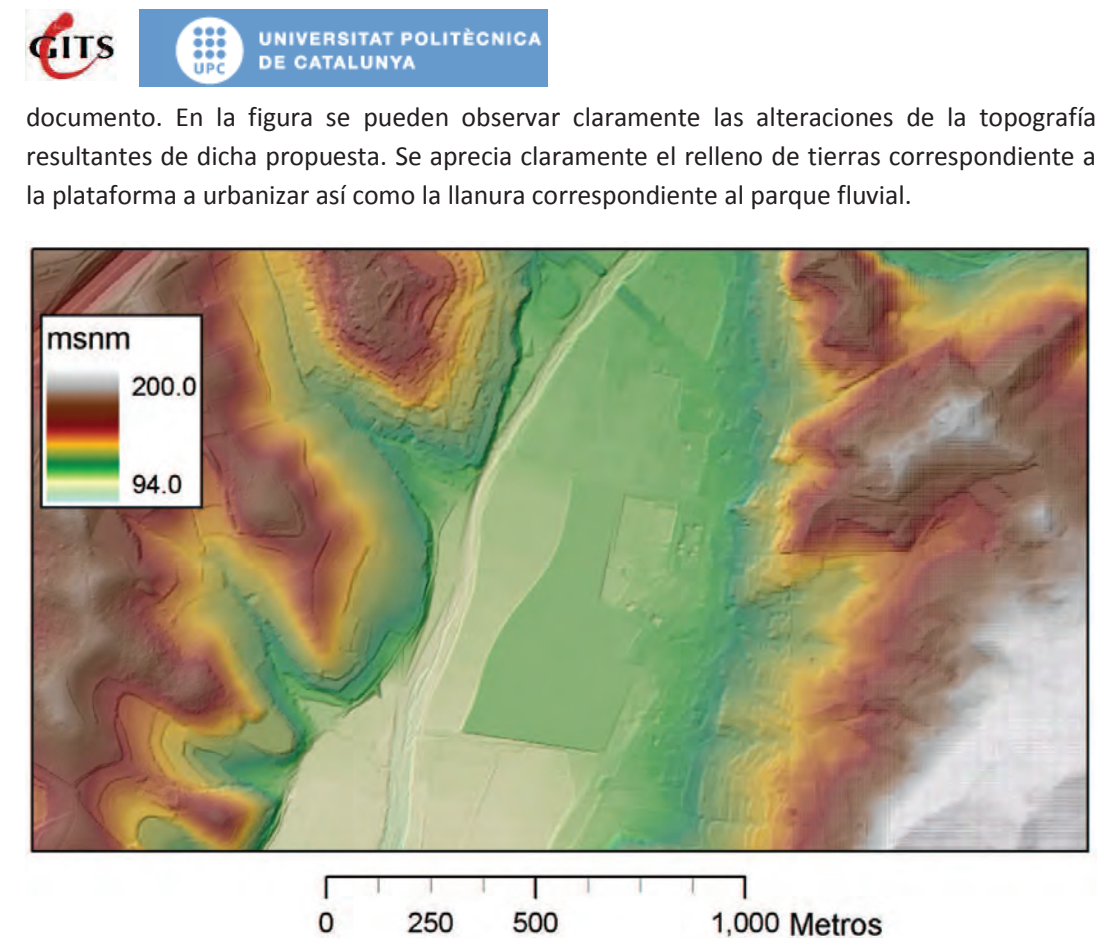 GITS
UPC
UNIVERSITAT POLITÈCNICA
DE CATALUNYA
documento. En la figura se pueden observar claramente las alteraciones de la topografía
resultantes de dicha propuesta. Se aprecia claramente el relleno de tierras correspondiente a
la plataforma a urbanizar así como la llanura correspondiente al parque fluvial.
msnm
200.0
94.0
0 250 500 1,000 Metros